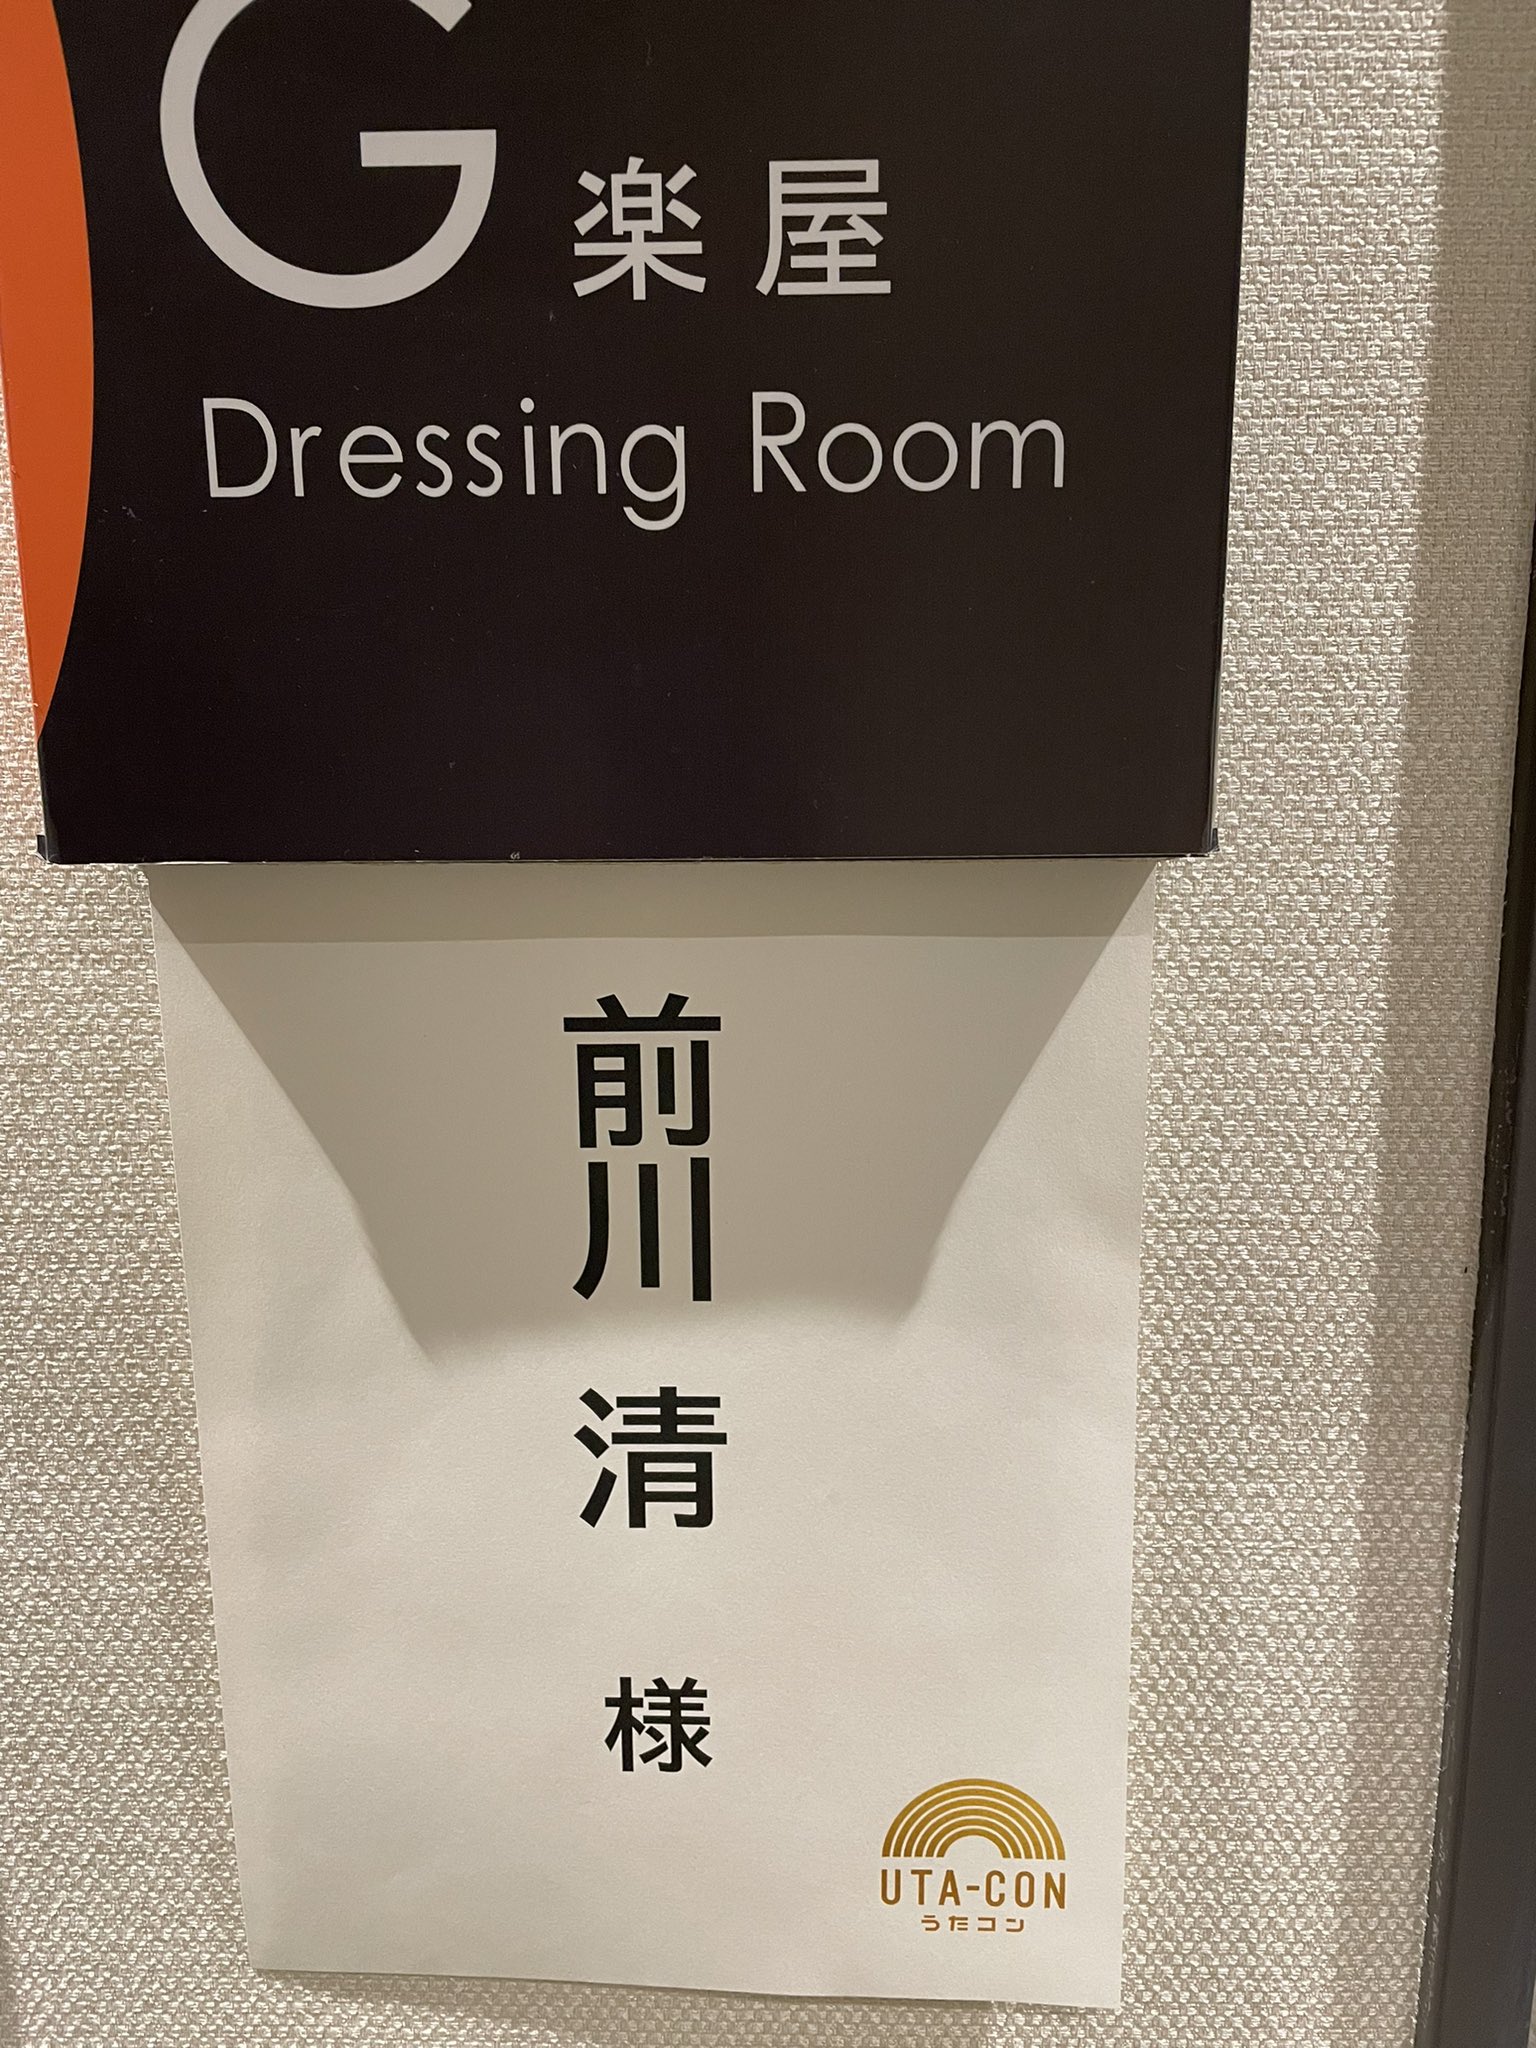 G 楽屋
Dressing Room
前川 清 様
UTA-CON
うたコン